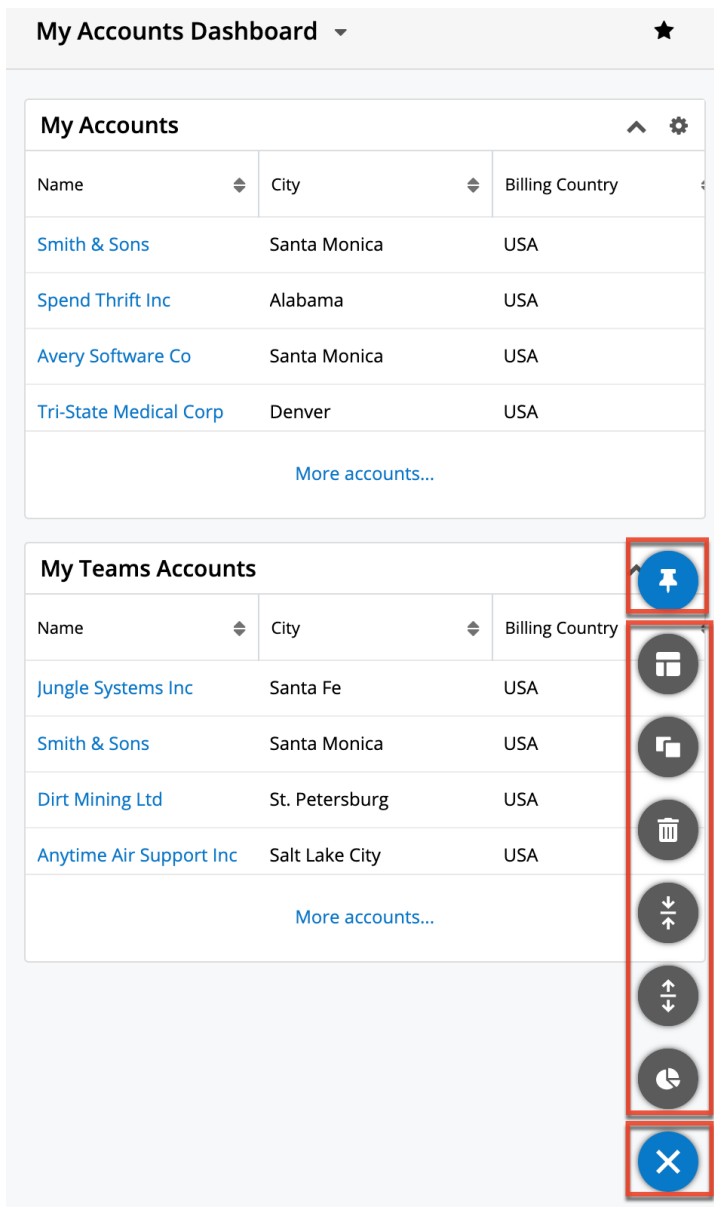 My Accounts Dashboard
My Accounts
Name City Billing Country
Smith & Sons Santa Monica USA
Spend Thrift Inc Alabama USA
Avery Software Co Santa Monica USA
Tri-State Medical Corp Denver USA
More accounts...
My Teams Accounts
Name City Billing Country
Jungle Systems Inc Santa Fe USA
Smith & Sons Santa Monica USA
Dirt Mining Ltd St. Petersburg USA
Anytime Air Support Inc Salt Lake City USA
More accounts...